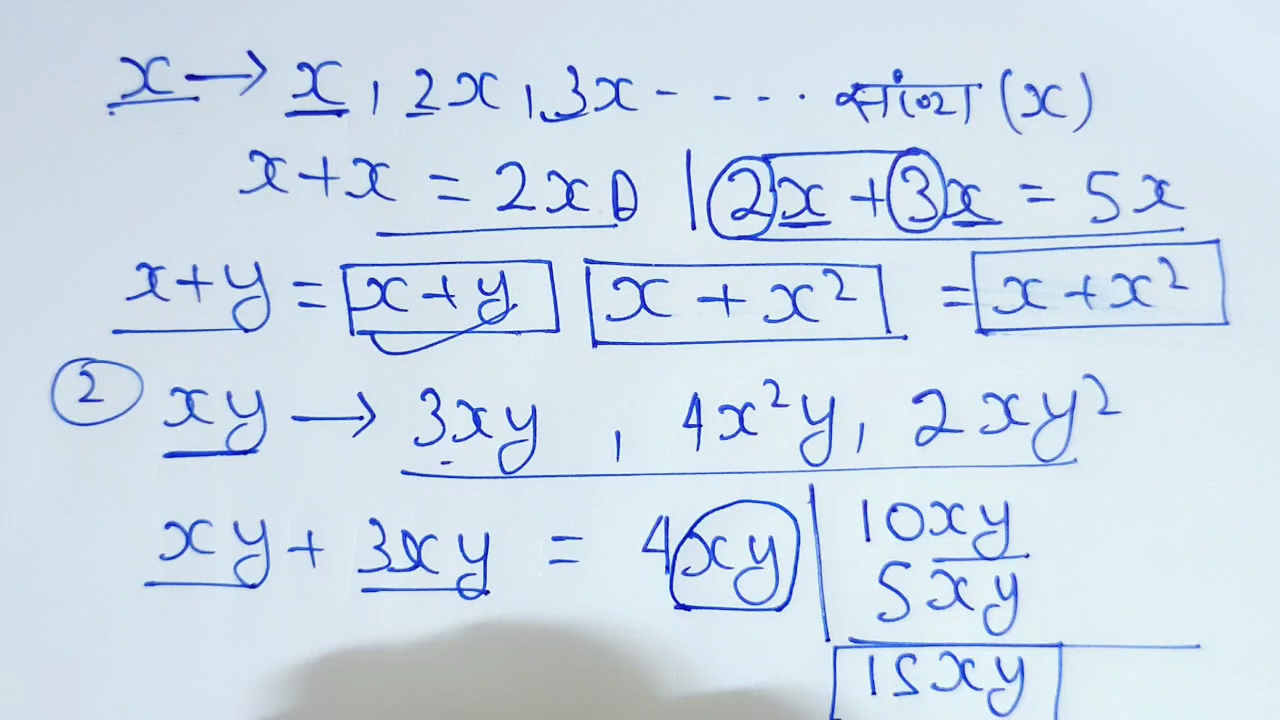 x → x, 2x, 3x - - - - . संख्या (x)
x + x = 2x | 2x + 3x = 5x
x + y = x + y x + x² = x + x²
② xy → 3xy , 4x²y, 2xy²
xy + 3xy = 4xy | 10xy
5xy
15xy